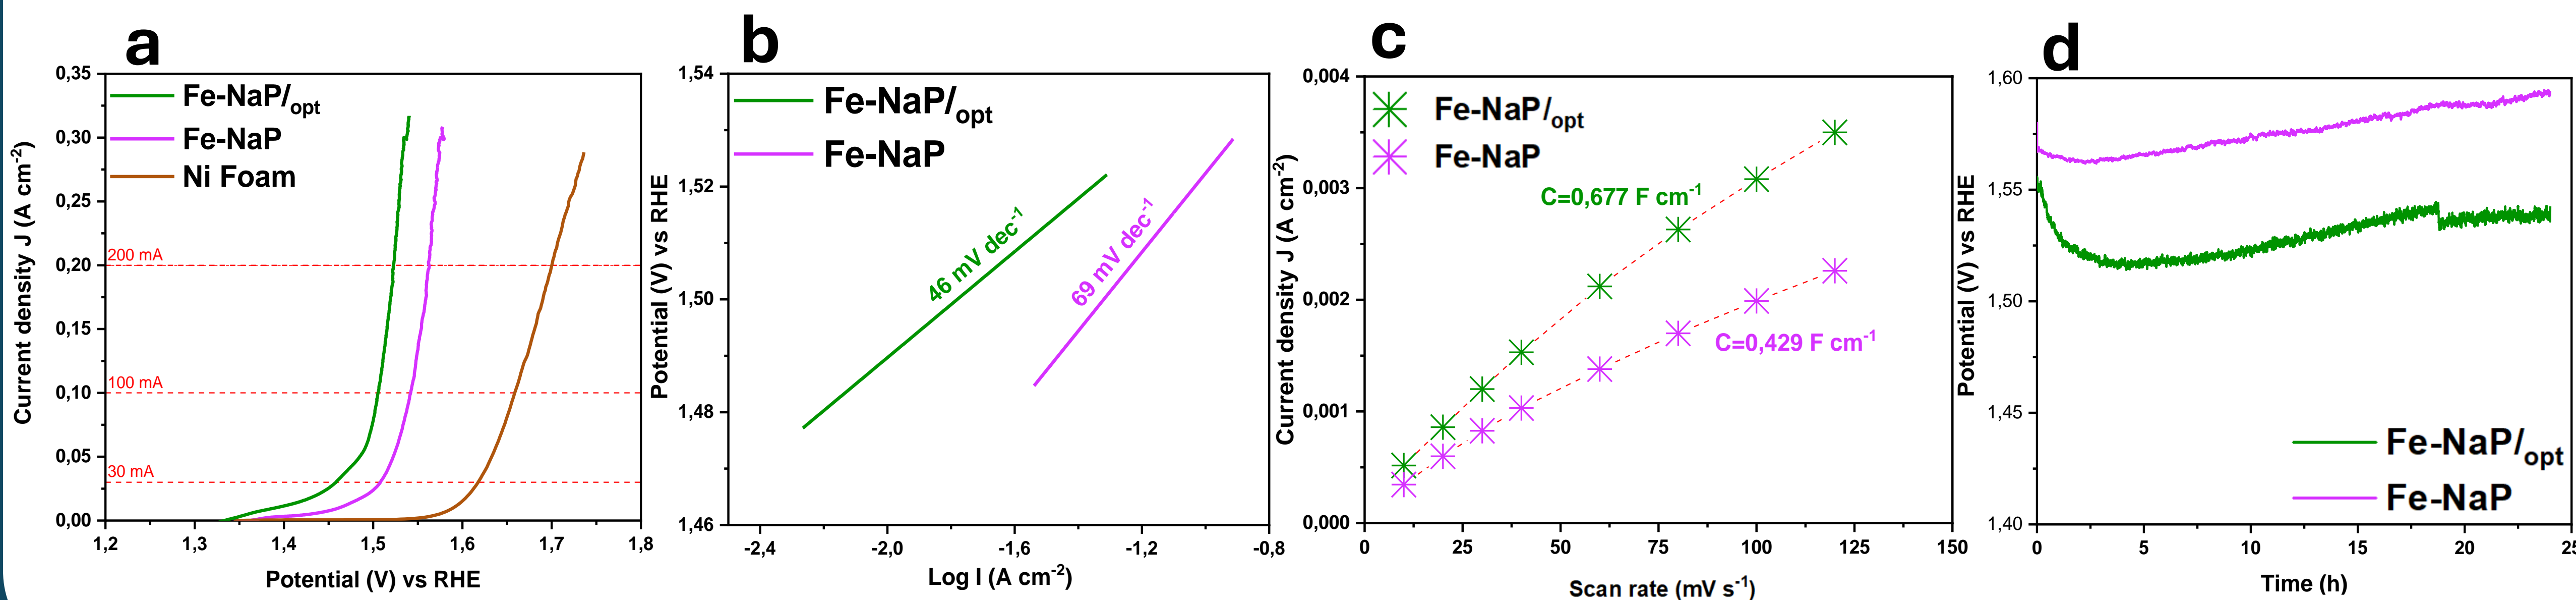 a
0,35
0,30
0,25
0,20
0,15
0,10
0,05
0,00
1,2 1,3 1,4 1,5 1,6 1,7 1,8
Current density J (A cm-2)
Potential (V) vs RHE
Fe-NaP/opt
Fe-NaP
Ni Foam
200 mA
100 mA
30 mA
b
1,54
1,52
1,50
1,48
1,46
-2,4 -2,0 -1,6 -1,2 -0,8
Potential (V) vs RHE
Log I (A cm-2)
Fe-NaP/opt
Fe-NaP
46 mV dec-1
69 mV dec-1
c
0,004
0,003
0,002
0,001
0,000
0 25 50 75 100 125 150
Current density J (A cm-2)
Scan rate (mV s-1)
Fe-NaP/opt
Fe-NaP
C=0,677 F cm-1
C=0,429 F cm-1
d
1,60
1,55
1,50
1,45
1,40
0 5 10 15 20 25
Potential (V) vs RHE
Time (h)
Fe-NaP/opt
Fe-NaP